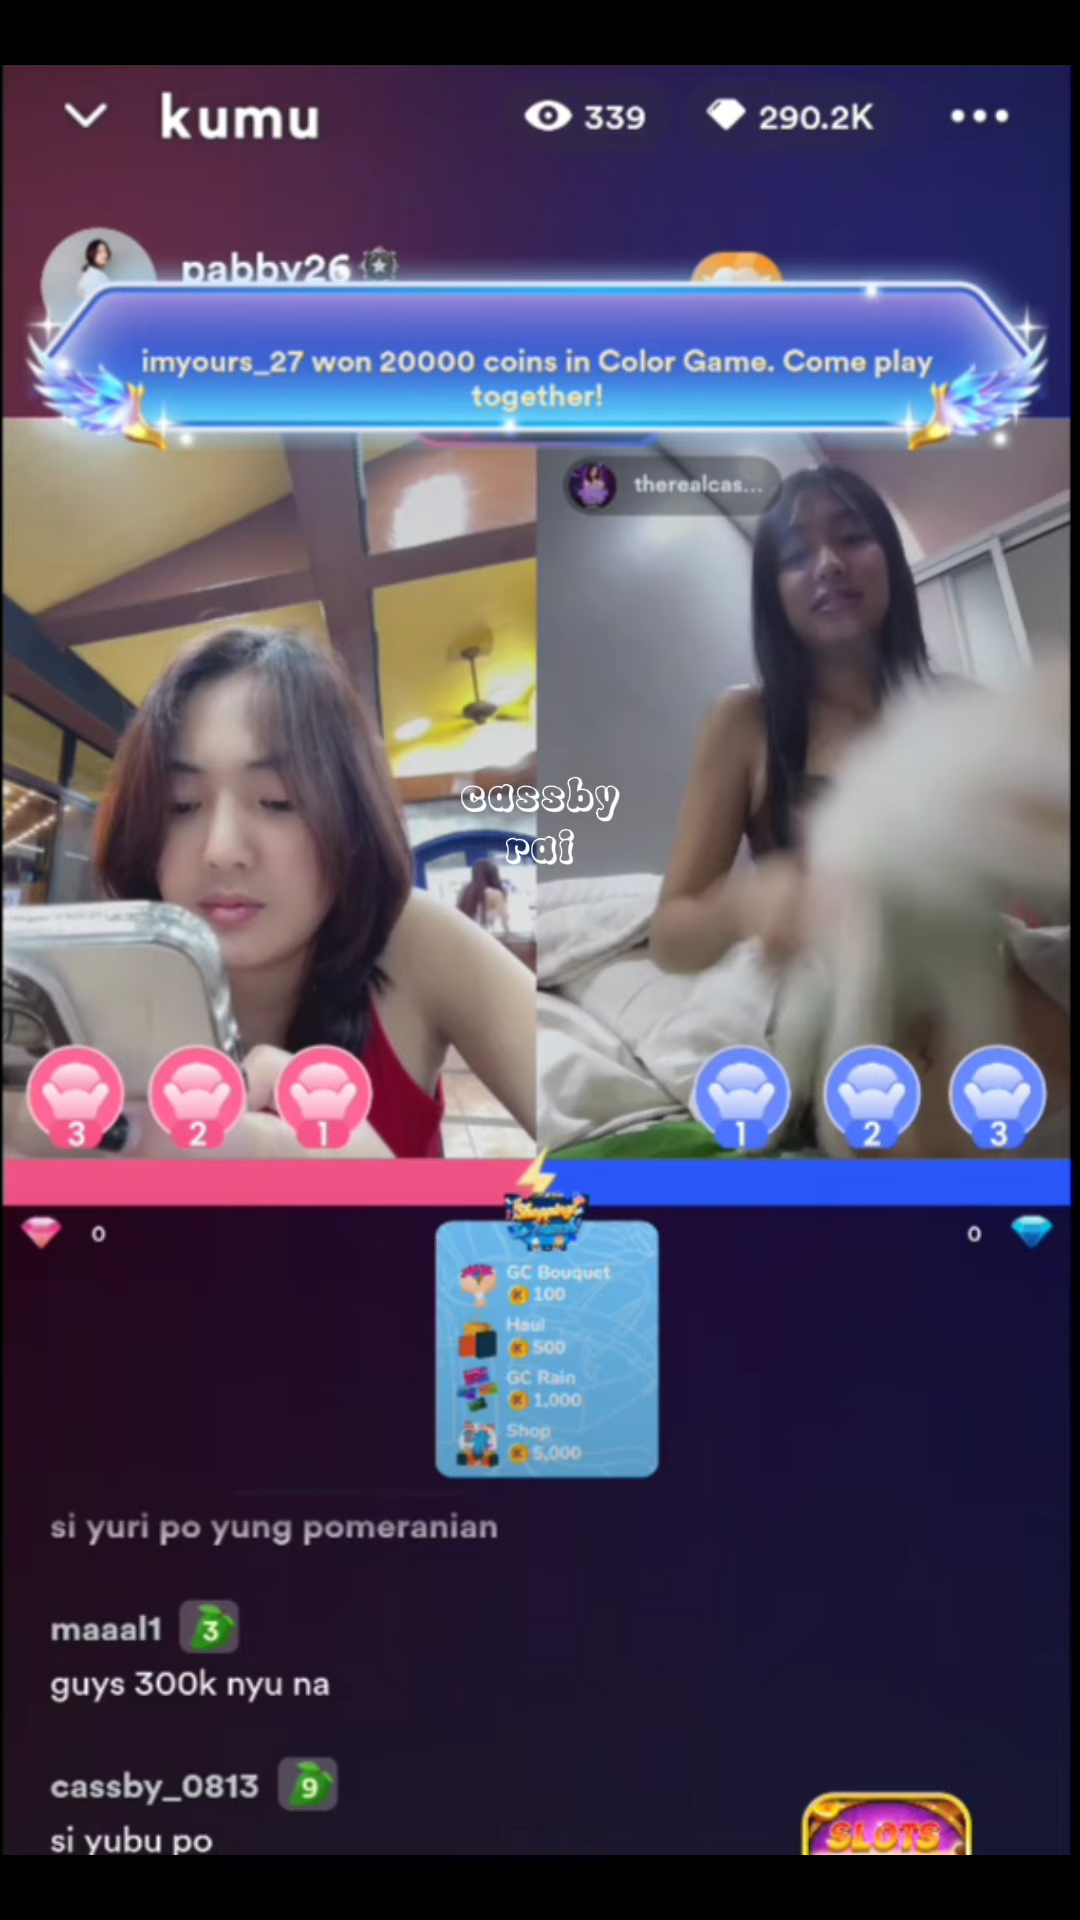 kumu
339
290.2K
pabby26
imyours_27 won 20000 coins in Color Game. Come play
together!
therealcas...
cassby
rai
3
2
1
1
2
3
Shopping
0
0
GC Bouquet
100
Haul
500
GC Rain
1,000
Shop
5,000
si yuri po yung pomeranian
maaal1 3
guys 300k nyu na
cassby_0813 9
si yubu po
SLOTS